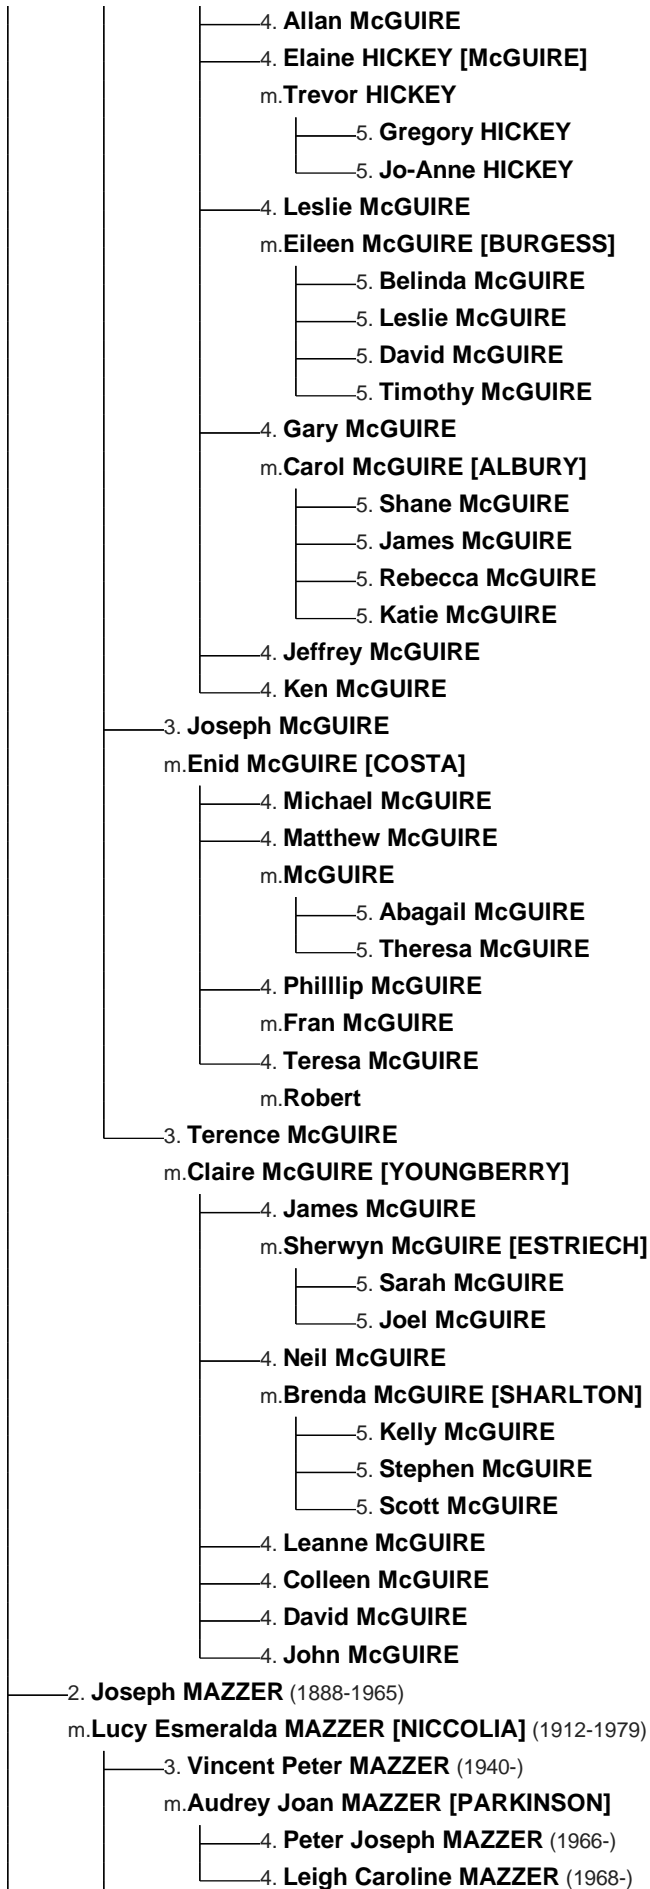 4. Allan McGUIRE
4. Elaine HICKEY [McGUIRE]
m.Trevor HICKEY
5. Gregory HICKEY
5. Jo-Anne HICKEY
4. Leslie McGUIRE
m.Eileen McGUIRE [BURGESS]
5. Belinda McGUIRE
5. Leslie McGUIRE
5. David McGUIRE
5. Timothy McGUIRE
4. Gary McGUIRE
m.Carol McGUIRE [ALBURY]
5. Shane McGUIRE
5. James McGUIRE
5. Rebecca McGUIRE
5. Katie McGUIRE
4. Jeffrey McGUIRE
4. Ken McGUIRE
3. Joseph McGUIRE
m.Enid McGUIRE [COSTA]
4. Michael McGUIRE
4. Matthew McGUIRE
m.McGUIRE
5. Abagail McGUIRE
5. Theresa McGUIRE
4. Philllip McGUIRE
m.Fran McGUIRE
4. Teresa McGUIRE
m.Robert
3. Terence McGUIRE
m.Claire McGUIRE [YOUNGBERRY]
4. James McGUIRE
m.Sherwyn McGUIRE [ESTRIECH]
5. Sarah McGUIRE
5. Joel McGUIRE
4. Neil McGUIRE
m.Brenda McGUIRE [SHARLTON]
5. Kelly McGUIRE
5. Stephen McGUIRE
5. Scott McGUIRE
4. Leanne McGUIRE
4. Colleen McGUIRE
4. David McGUIRE
4. John McGUIRE
2. Joseph MAZZER (1888-1965)
m.Lucy Esmeralda MAZZER [NICCOLIA] (1912-1979)
3. Vincent Peter MAZZER (1940-)
m.Audrey Joan MAZZER [PARKINSON]
4. Peter Joseph MAZZER (1966-)
4. Leigh Caroline MAZZER (1968-)